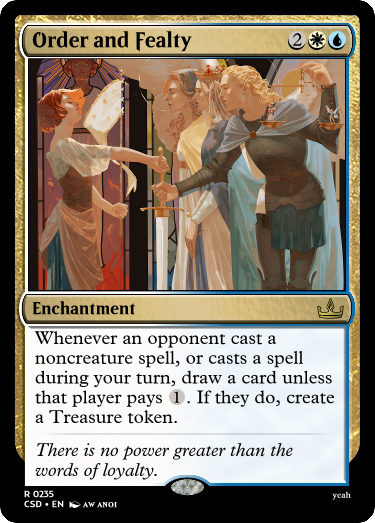 Order and Fealty 2
Enchantment
Whenever an opponent cast a
noncreature spell, or casts a spell
during your turn, draw a card unless
that player pays 1. If they do, create
a Treasure token.
There is no power greater than the
words of loyalty.
R 0235
CSD • EN AW ANOI
yeah